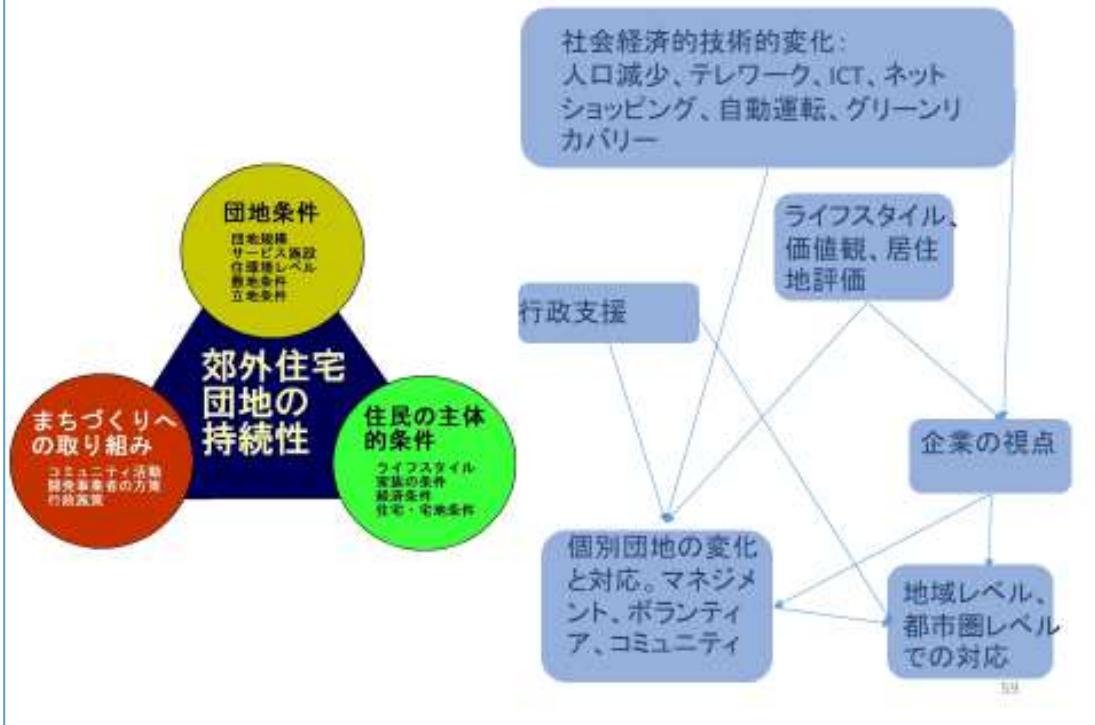 団地条件
団地規模
サービス施設
住環境レベル
敷地条件
立地条件
郊外住宅
団地の
持続性
まちづくりへ
の取り組み
コミュニティ活動
開発事業者の方策
行政施策
住民の主体
的条件
ライフスタイル
家族の条件
経済条件
住宅・宅地条件
社会経済的技術的変化：
人口減少、テレワーク、ICT、ネット
ショッピング、自動運転、グリーンリ
カバリー
ライフスタイル、
価値観、居住
地評価
行政支援
企業の視点
個別団地の変化
と対応。マネジメ
ント、ボランティ
ア、コミュニティ
地域レベル、
都市圏レベル
での対応
59